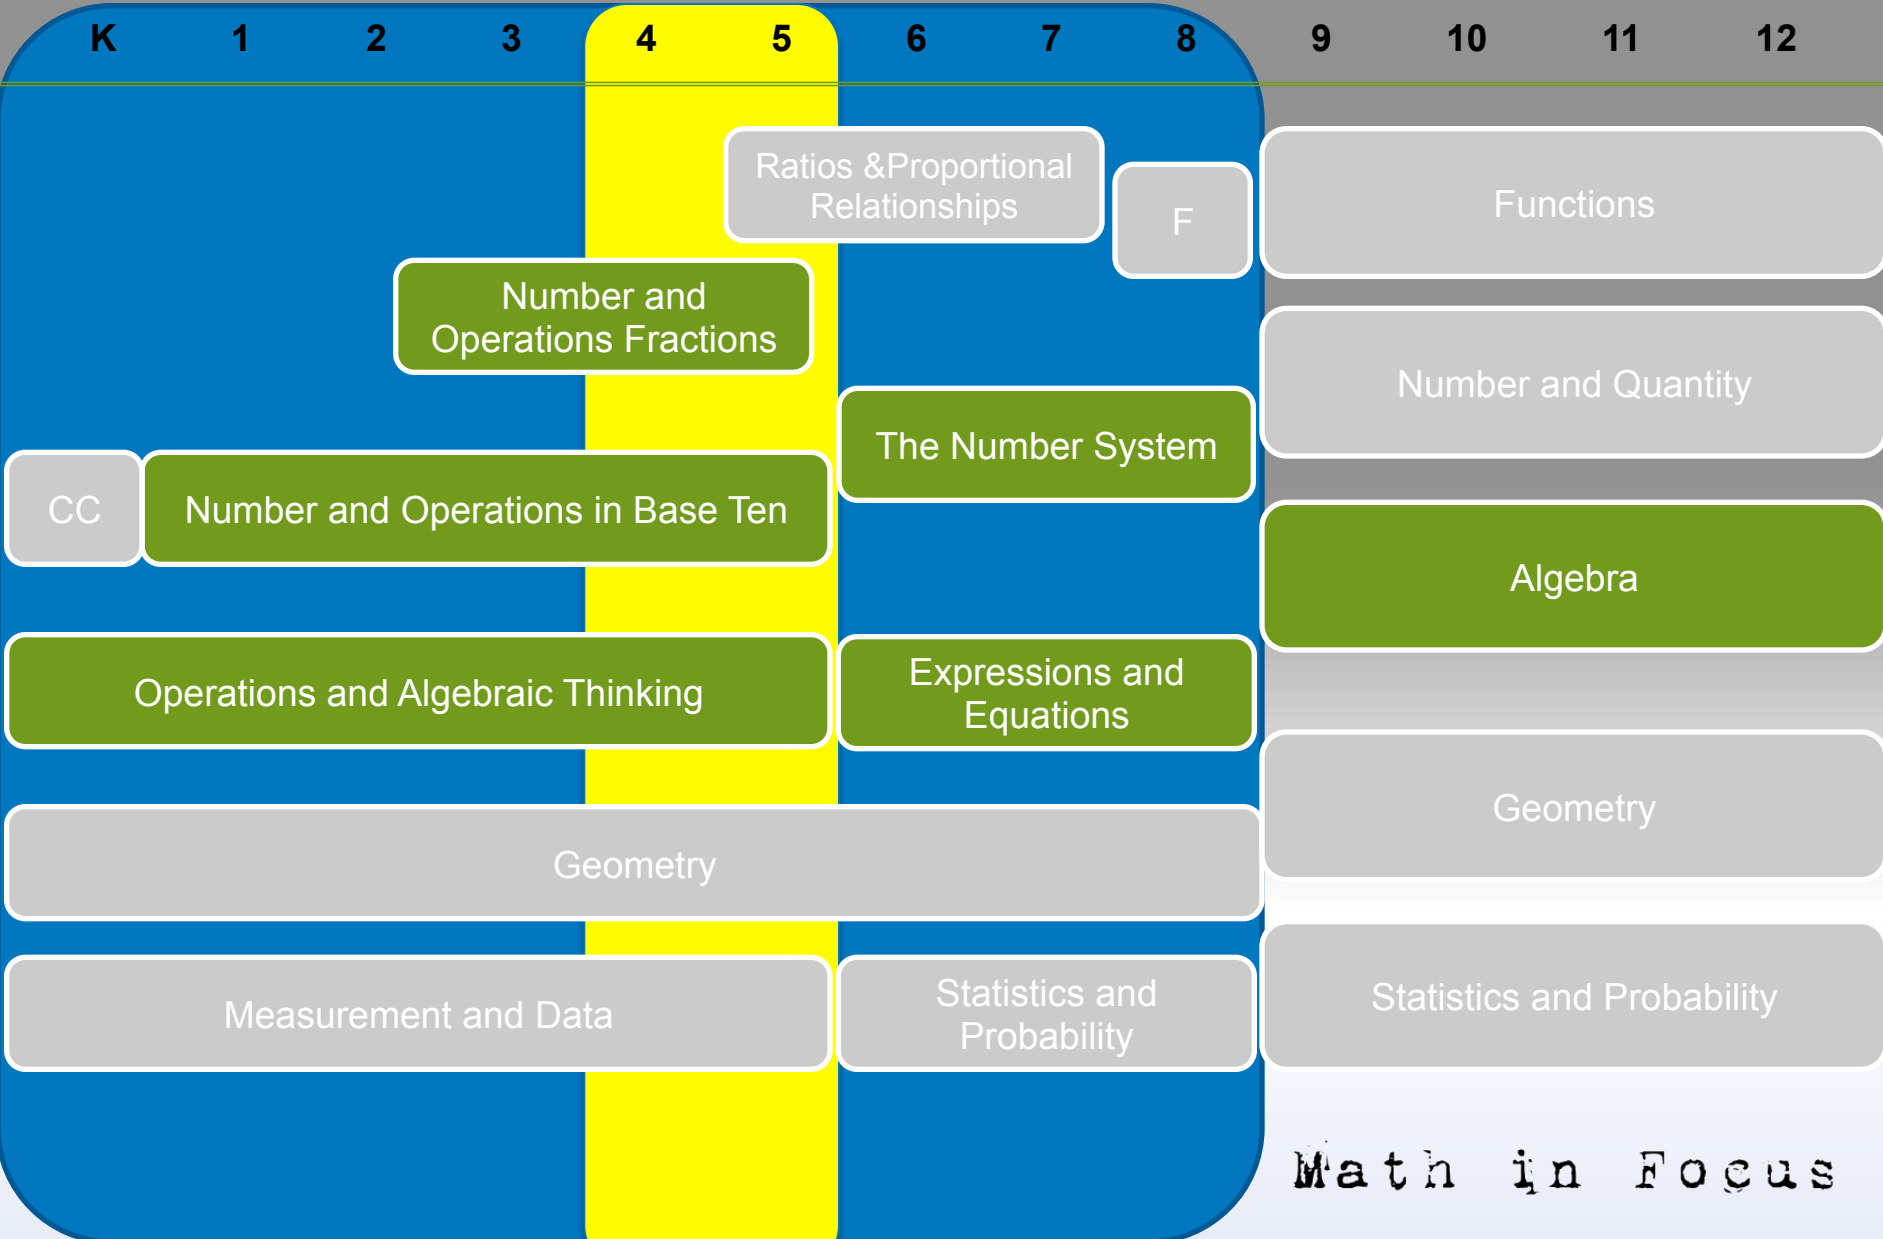 K 1 2 3 4 5 6 7 8 9 10 11 12
Ratios &Proportional
Relationships
F
Functions
Number and
Operations Fractions
Number and Quantity
The Number System
CC
Number and Operations in Base Ten
Algebra
Operations and Algebraic Thinking
Expressions and
Equations
Geometry
Geometry
Measurement and Data
Statistics and
Probability
Statistics and Probability
Math in Focus